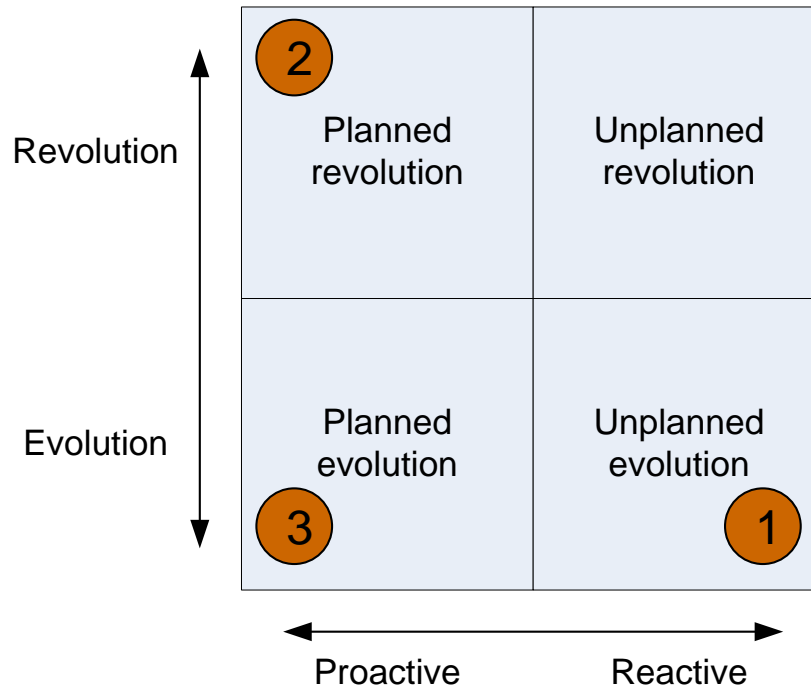 2
Planned
revolution
Unplanned
revolution
Revolution
Planned
evolution
Unplanned
evolution
Evolution
3
1
Proactive
Reactive